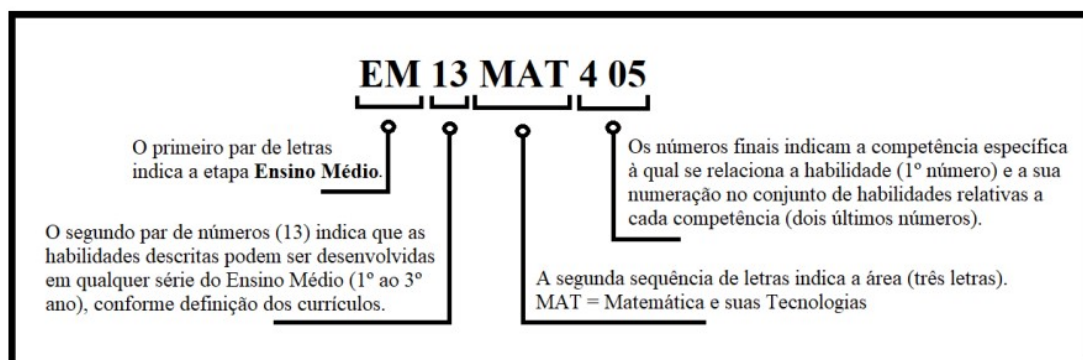 EM 13 MAT 4 05
O primeiro par de letras
indica a etapa Ensino Médio.
O segundo par de números (13) indica que as
habilidades descritas podem ser desenvolvidas
em qualquer série do Ensino Médio (1º ao 3º
ano), conforme definição dos currículos.
Os números finais indicam a competência específica
à qual se relaciona a habilidade (1º número) e a sua
numeração no conjunto de habilidades relativas a
cada competência (dois últimos números).
A segunda sequência de letras indica a área (três letras).
MAT = Matemática e suas Tecnologias